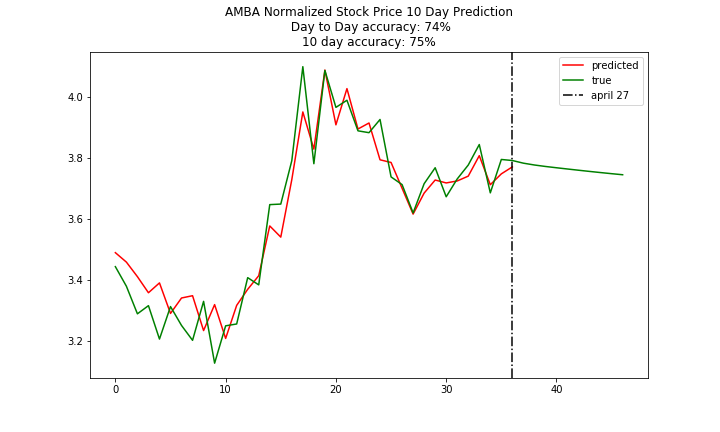 AMBA Normalized Stock Price 10 Day Prediction
Day to Day accuracy: 74%
10 day accuracy: 75%
predicted
true
april 27
4.0
3.8
3.6
3.4
3.2
0 10 20 30 40